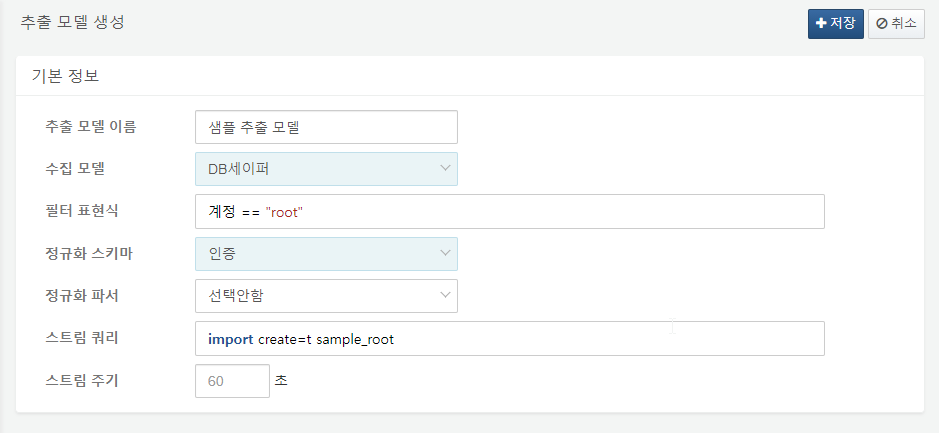 추출 모델 생성
저장 취소
기본 정보
추출 모델 이름 샘플 추출 모델
수집 모델 DB세이퍼
필터 표현식 계정 == "root"
정규화 스키마 인증
정규화 파서 선택안함
스트림 쿼리 import create=t sample_root
스트림 주기 60 초